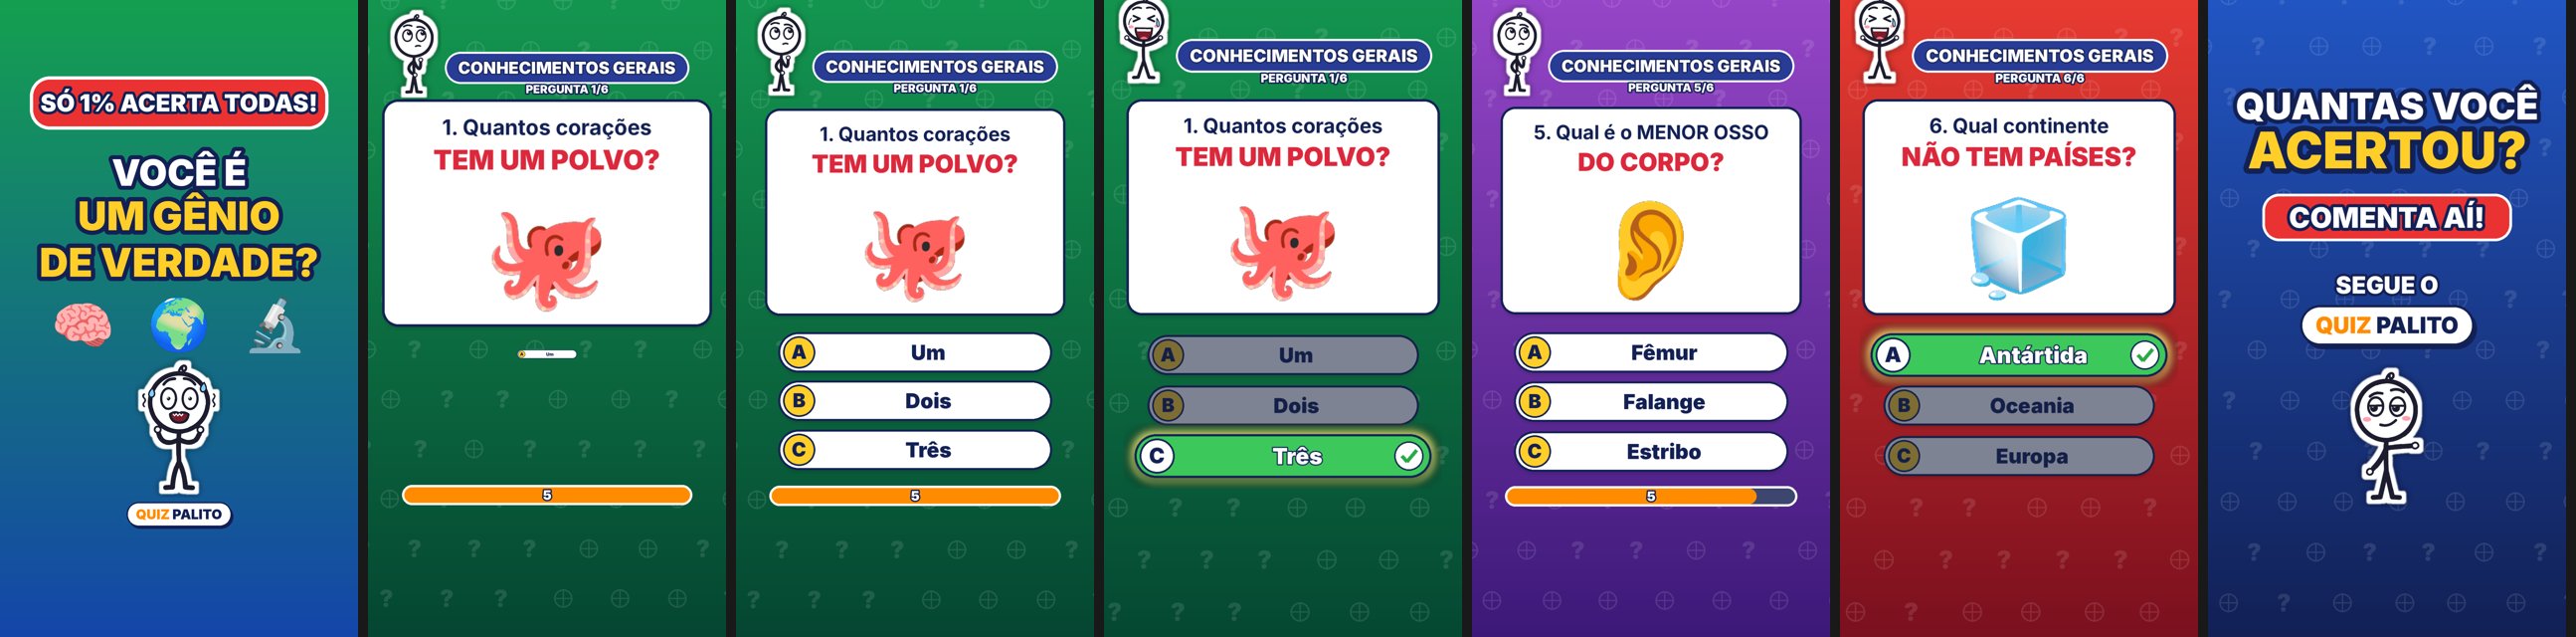 SÓ 1% ACERTA TODAS!
VOCÊ É
UM GÊNIO
DE VERDADE?
QUIZ PALITO
CONHECIMENTOS GERAIS
PERGUNTA 1/6
1. Quantos corações
TEM UM POLVO?
A Um
5
CONHECIMENTOS GERAIS
PERGUNTA 1/6
1. Quantos corações
TEM UM POLVO?
A Um
B Dois
C Três
5
CONHECIMENTOS GERAIS
PERGUNTA 1/6
1. Quantos corações
TEM UM POLVO?
A Um
B Dois
C Três
CONHECIMENTOS GERAIS
PERGUNTA 5/6
5. Qual é o MENOR OSSO
DO CORPO?
A Fêmur
B Falange
C Estribo
5
CONHECIMENTOS GERAIS
PERGUNTA 6/6
6. Qual continente
NÃO TEM PAÍSES?
A Antártida
B Oceania
C Europa
QUANTAS VOCÊ
ACERTOU?
COMENTA AÍ!
SEGUE O
QUIZ PALITO